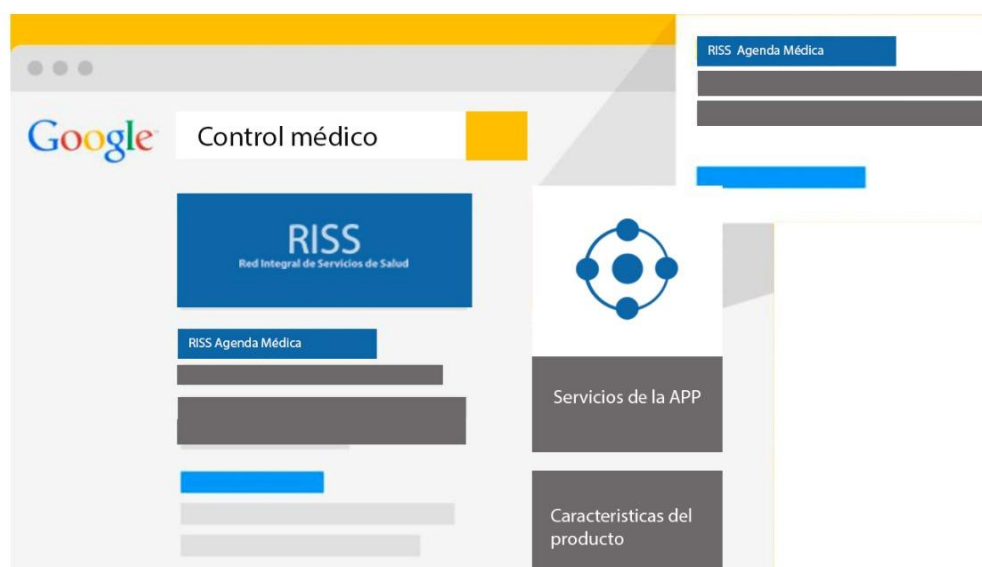 RISS Agenda Médica
Google
Control médico
RISS
Red Integral de Servicios de Salud
RISS Agenda Médica
Servicios de la APP
Caracteristicas del
producto